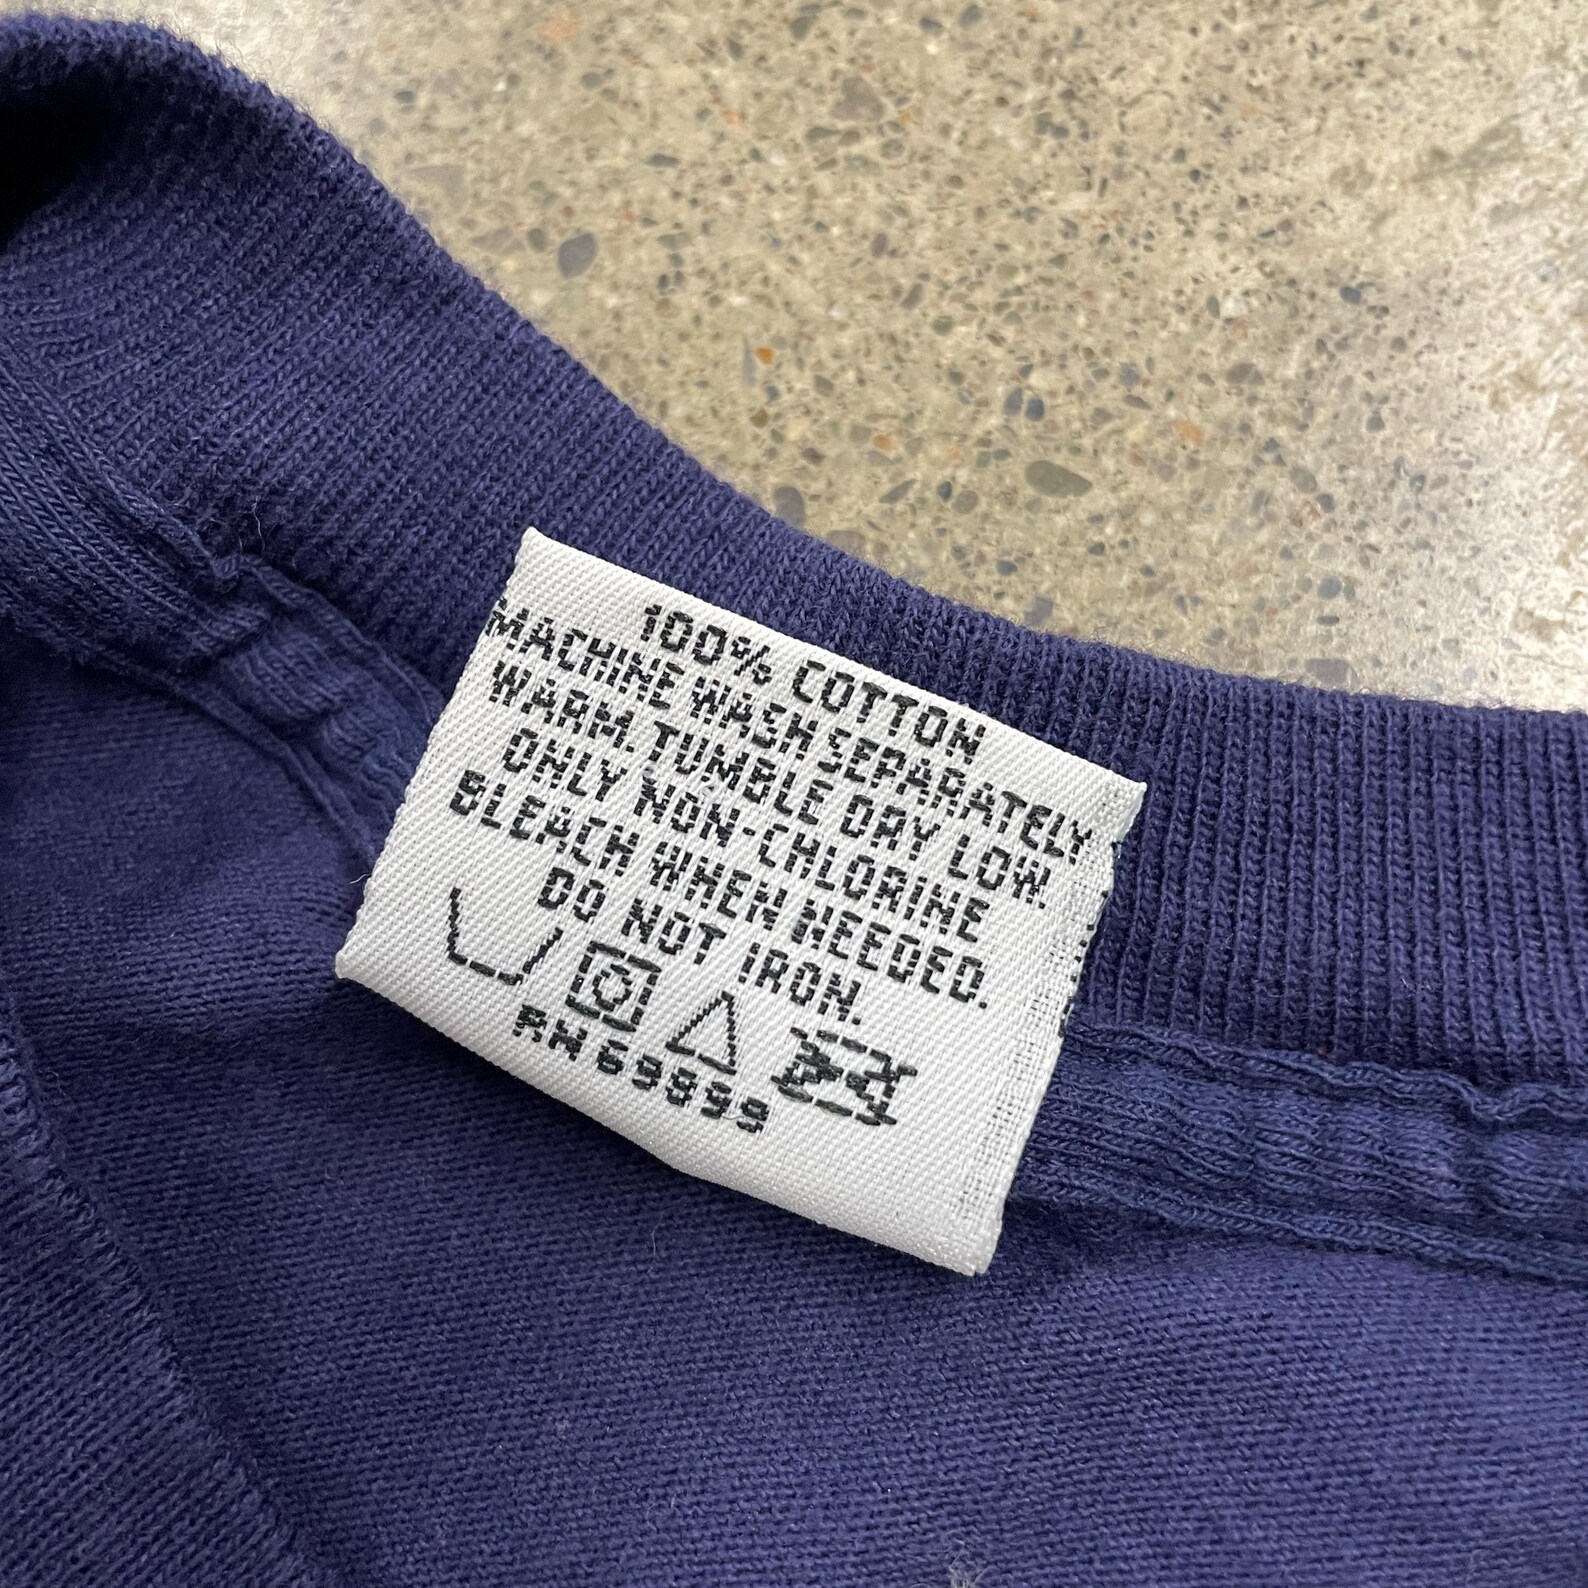 100% COTTON
MACHINE WASH SEPARATELY
WARM. TUMBLE DRY LOW.
ONLY NON-CHLORINE
BLEACH WHEN NEEDED.
DO NOT IRON.
RN 69899